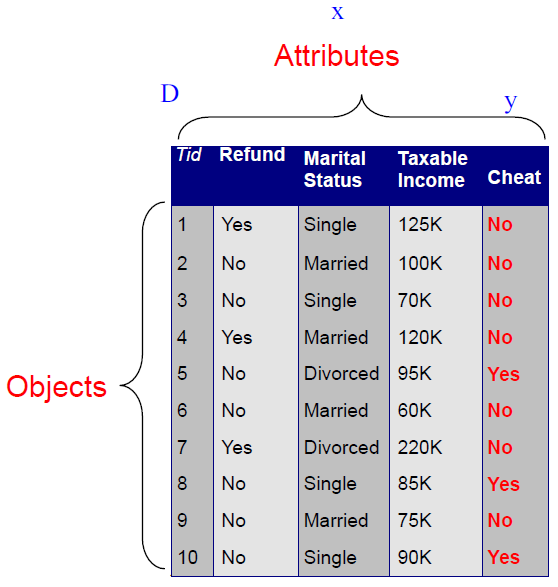 x
Attributes
D
y
Tid Refund Marital Status Taxable Income Cheat
1 Yes Single 125K No
2 No Married 100K No
3 No Single 70K No
4 Yes Married 120K No
5 No Divorced 95K Yes
6 No Married 60K No
7 Yes Divorced 220K No
8 No Single 85K Yes
9 No Married 75K No
10 No Single 90K Yes
Objects